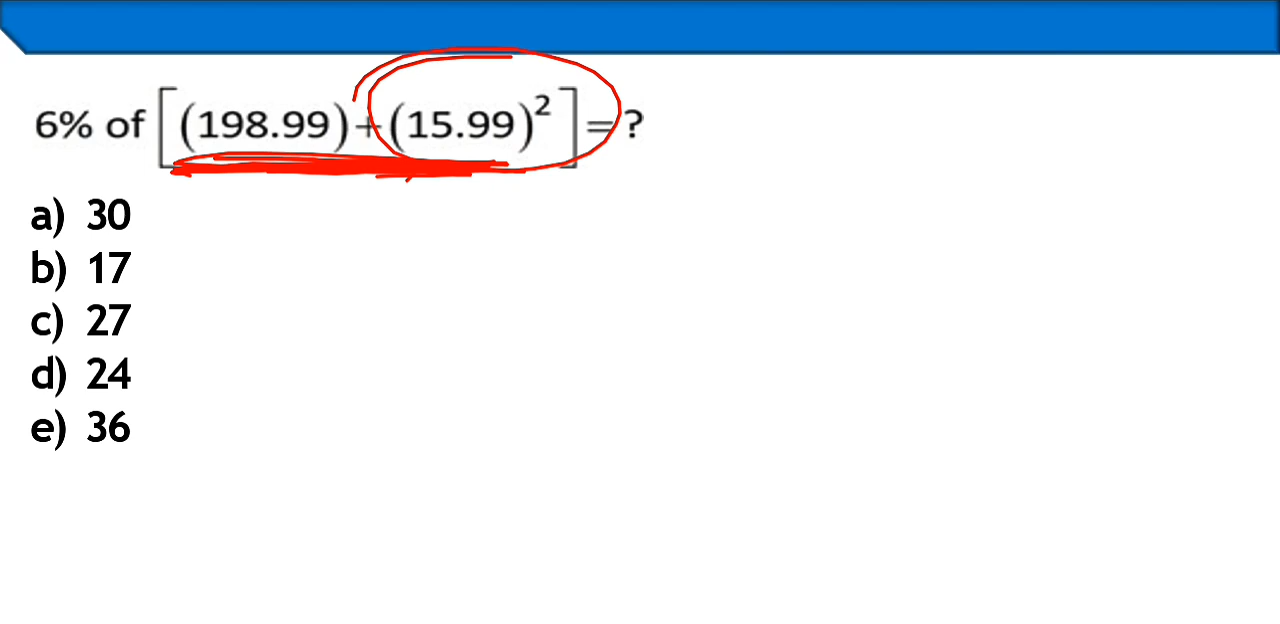 6% of [(198.99)+(15.99)²]=?
a) 30
b) 17
c) 27
d) 24
e) 36